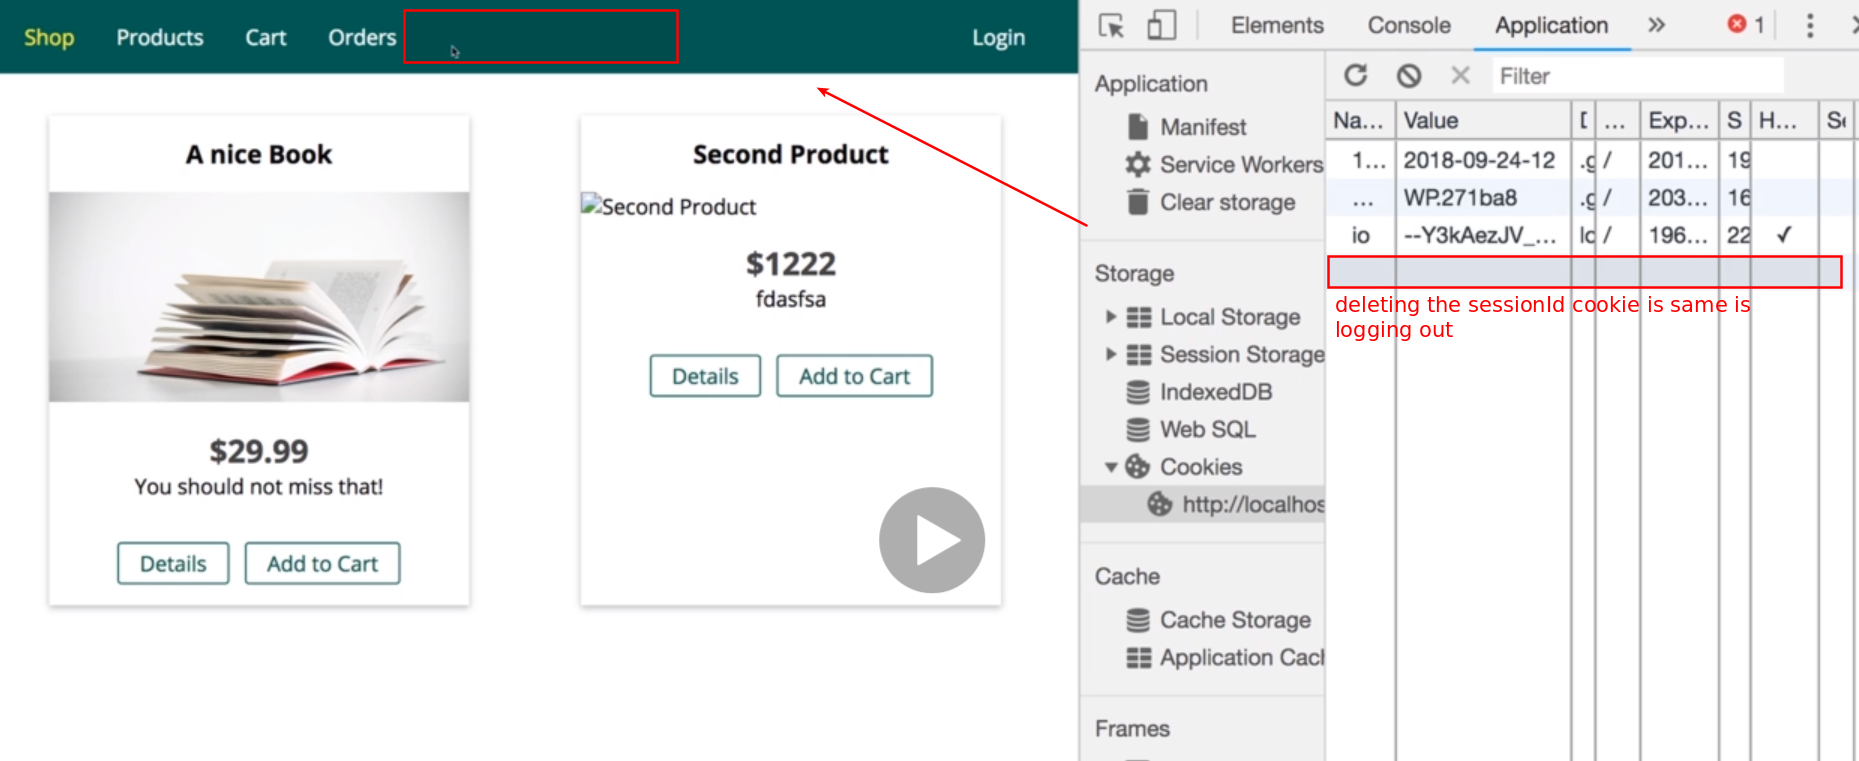 Shop Products Cart Orders Login
A nice Book
$29.99
You should not miss that!
Details Add to Cart
Second Product
Second Product
$1222
fdasfsa
Details Add to Cart
Elements Console Application » 1
Application
Manifest
Service Workers
Clear storage
Storage
Local Storage
Session Storage
IndexedDB
Web SQL
Cookies
http://localhos
Cache
Cache Storage
Application Cach
Frames
Filter
Na... Value D ... Exp... S H... Se
1... 2018-09-24-12 .g / 201... 19
... WP.271ba8 .g / 203... 16
io --Y3kAezJV_... lo / 196... 22 ✓
deleting the sessionId cookie is same is
logging out